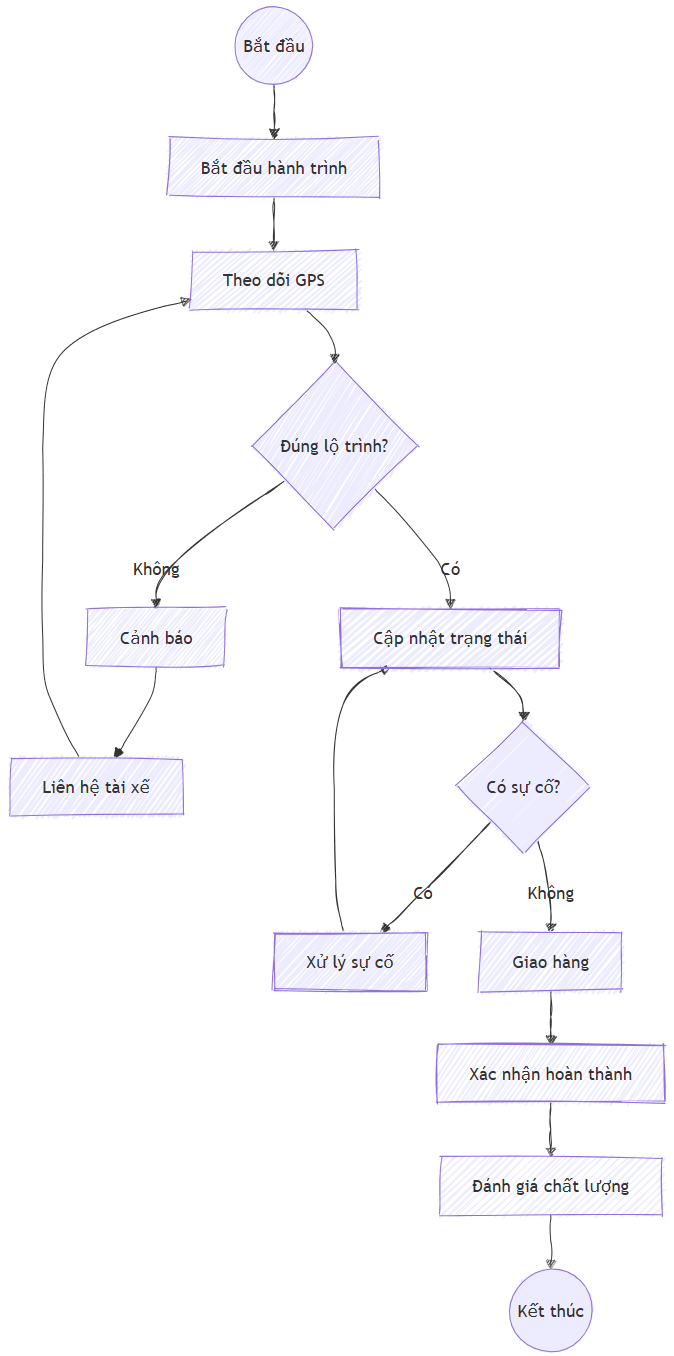 Bắt đầu
Bắt đầu hành trình
Theo dõi GPS
Đúng lộ trình?
Không
Có
Cảnh báo
Cập nhật trạng thái
Liên hệ tài xế
Có sự cố?
Có
Không
Xử lý sự cố
Giao hàng
Xác nhận hoàn thành
Đánh giá chất lượng
Kết thúc